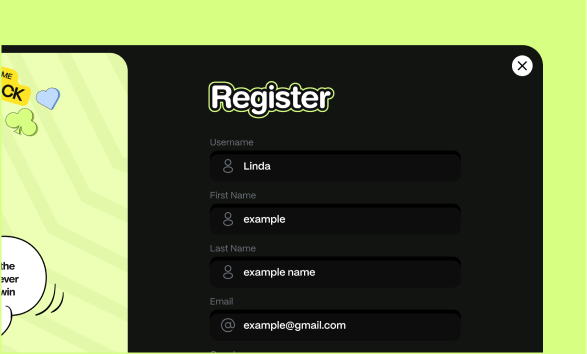 ME
CK
the
ever
win
Register
Username
Linda
First Name
example
Last Name
example name
Email
example@gmail.com